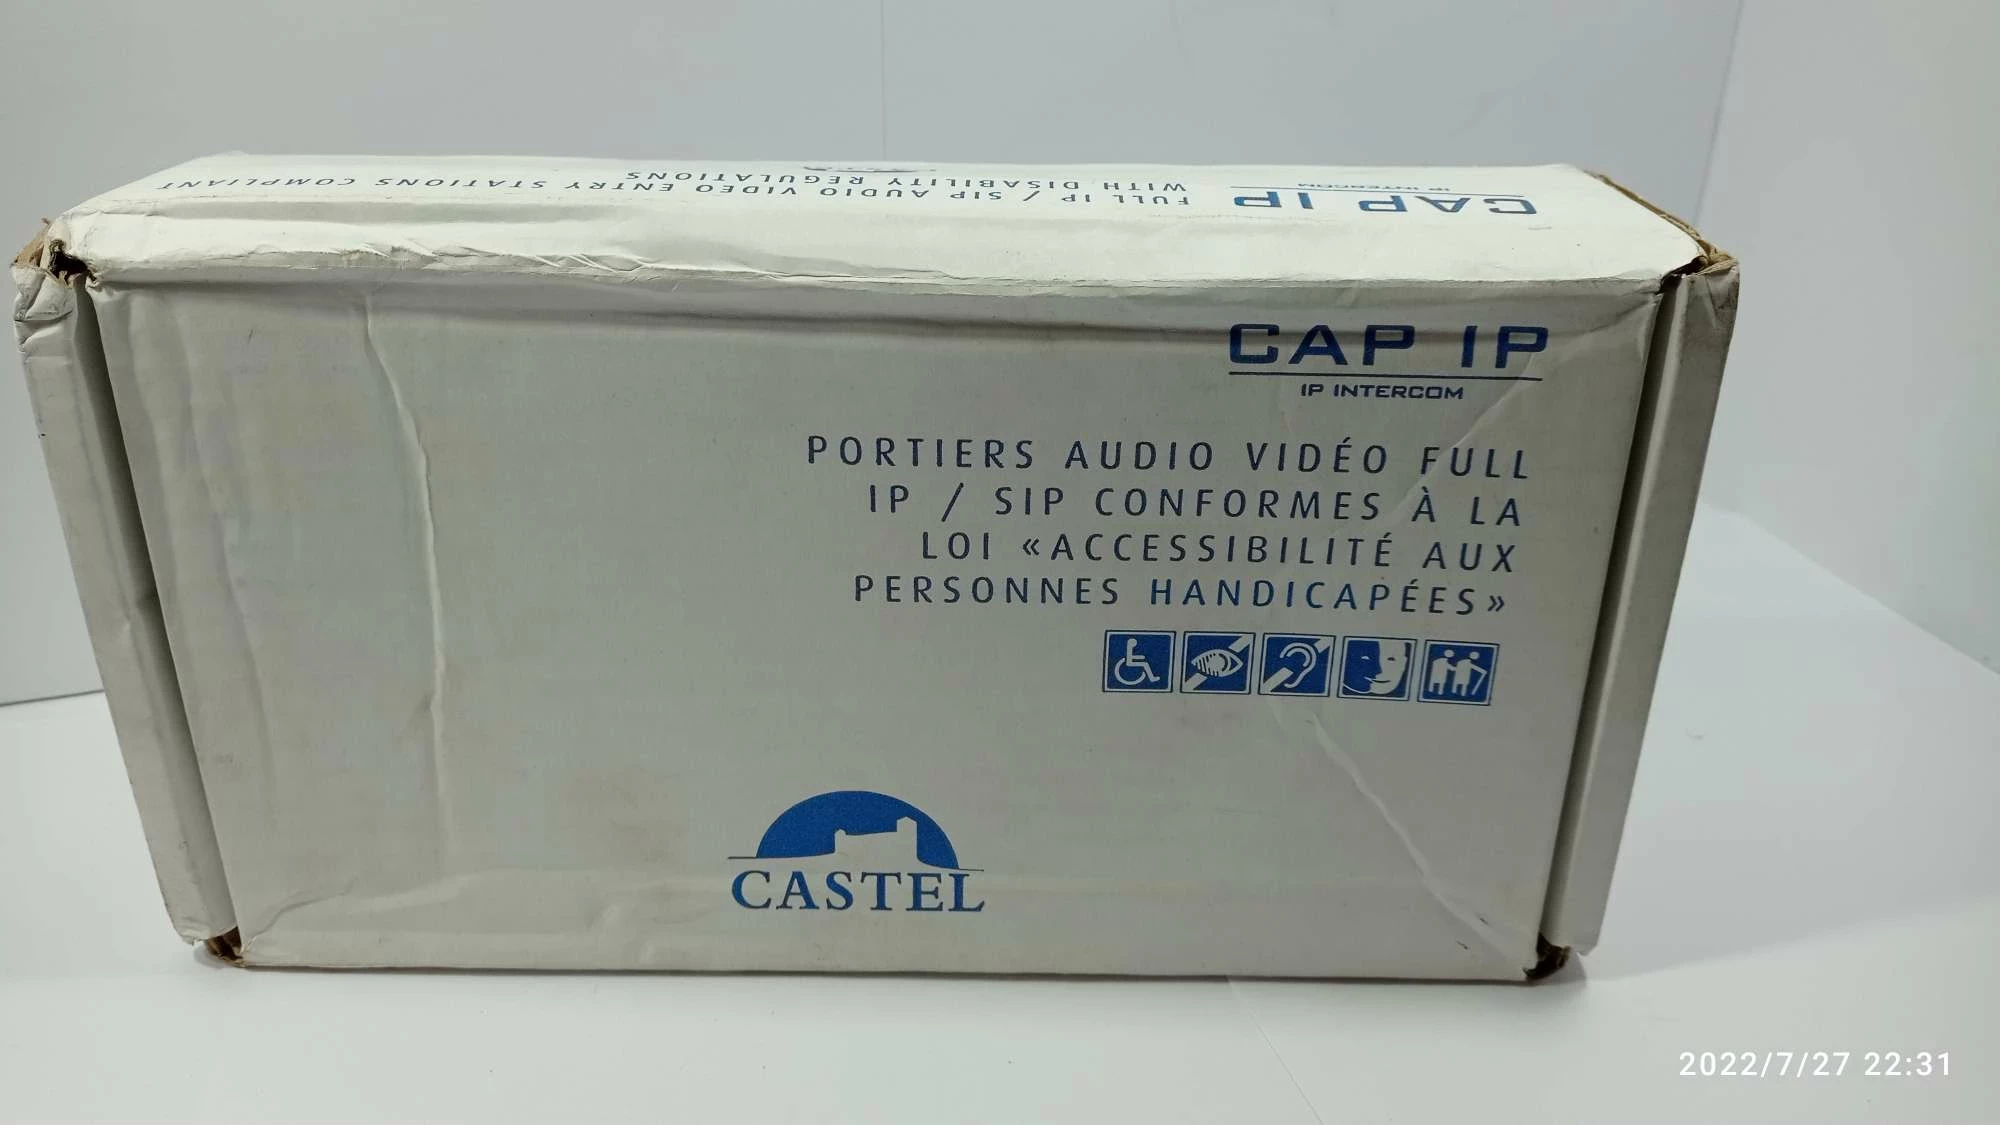 FULL IP / SIP AUDIO VIDEO ENTRY STATIONS COMPLIANT
WITH DISABILITY REGULATIONS
CAP IP
IP INTERCOM
CAP IP
IP INTERCOM
PORTIERS AUDIO VIDÉO FULL
IP / SIP CONFORMES À LA
LOI «ACCESSIBILITÉ AUX
PERSONNES HANDICAPÉES»
CASTEL
2022/7/27 22:31